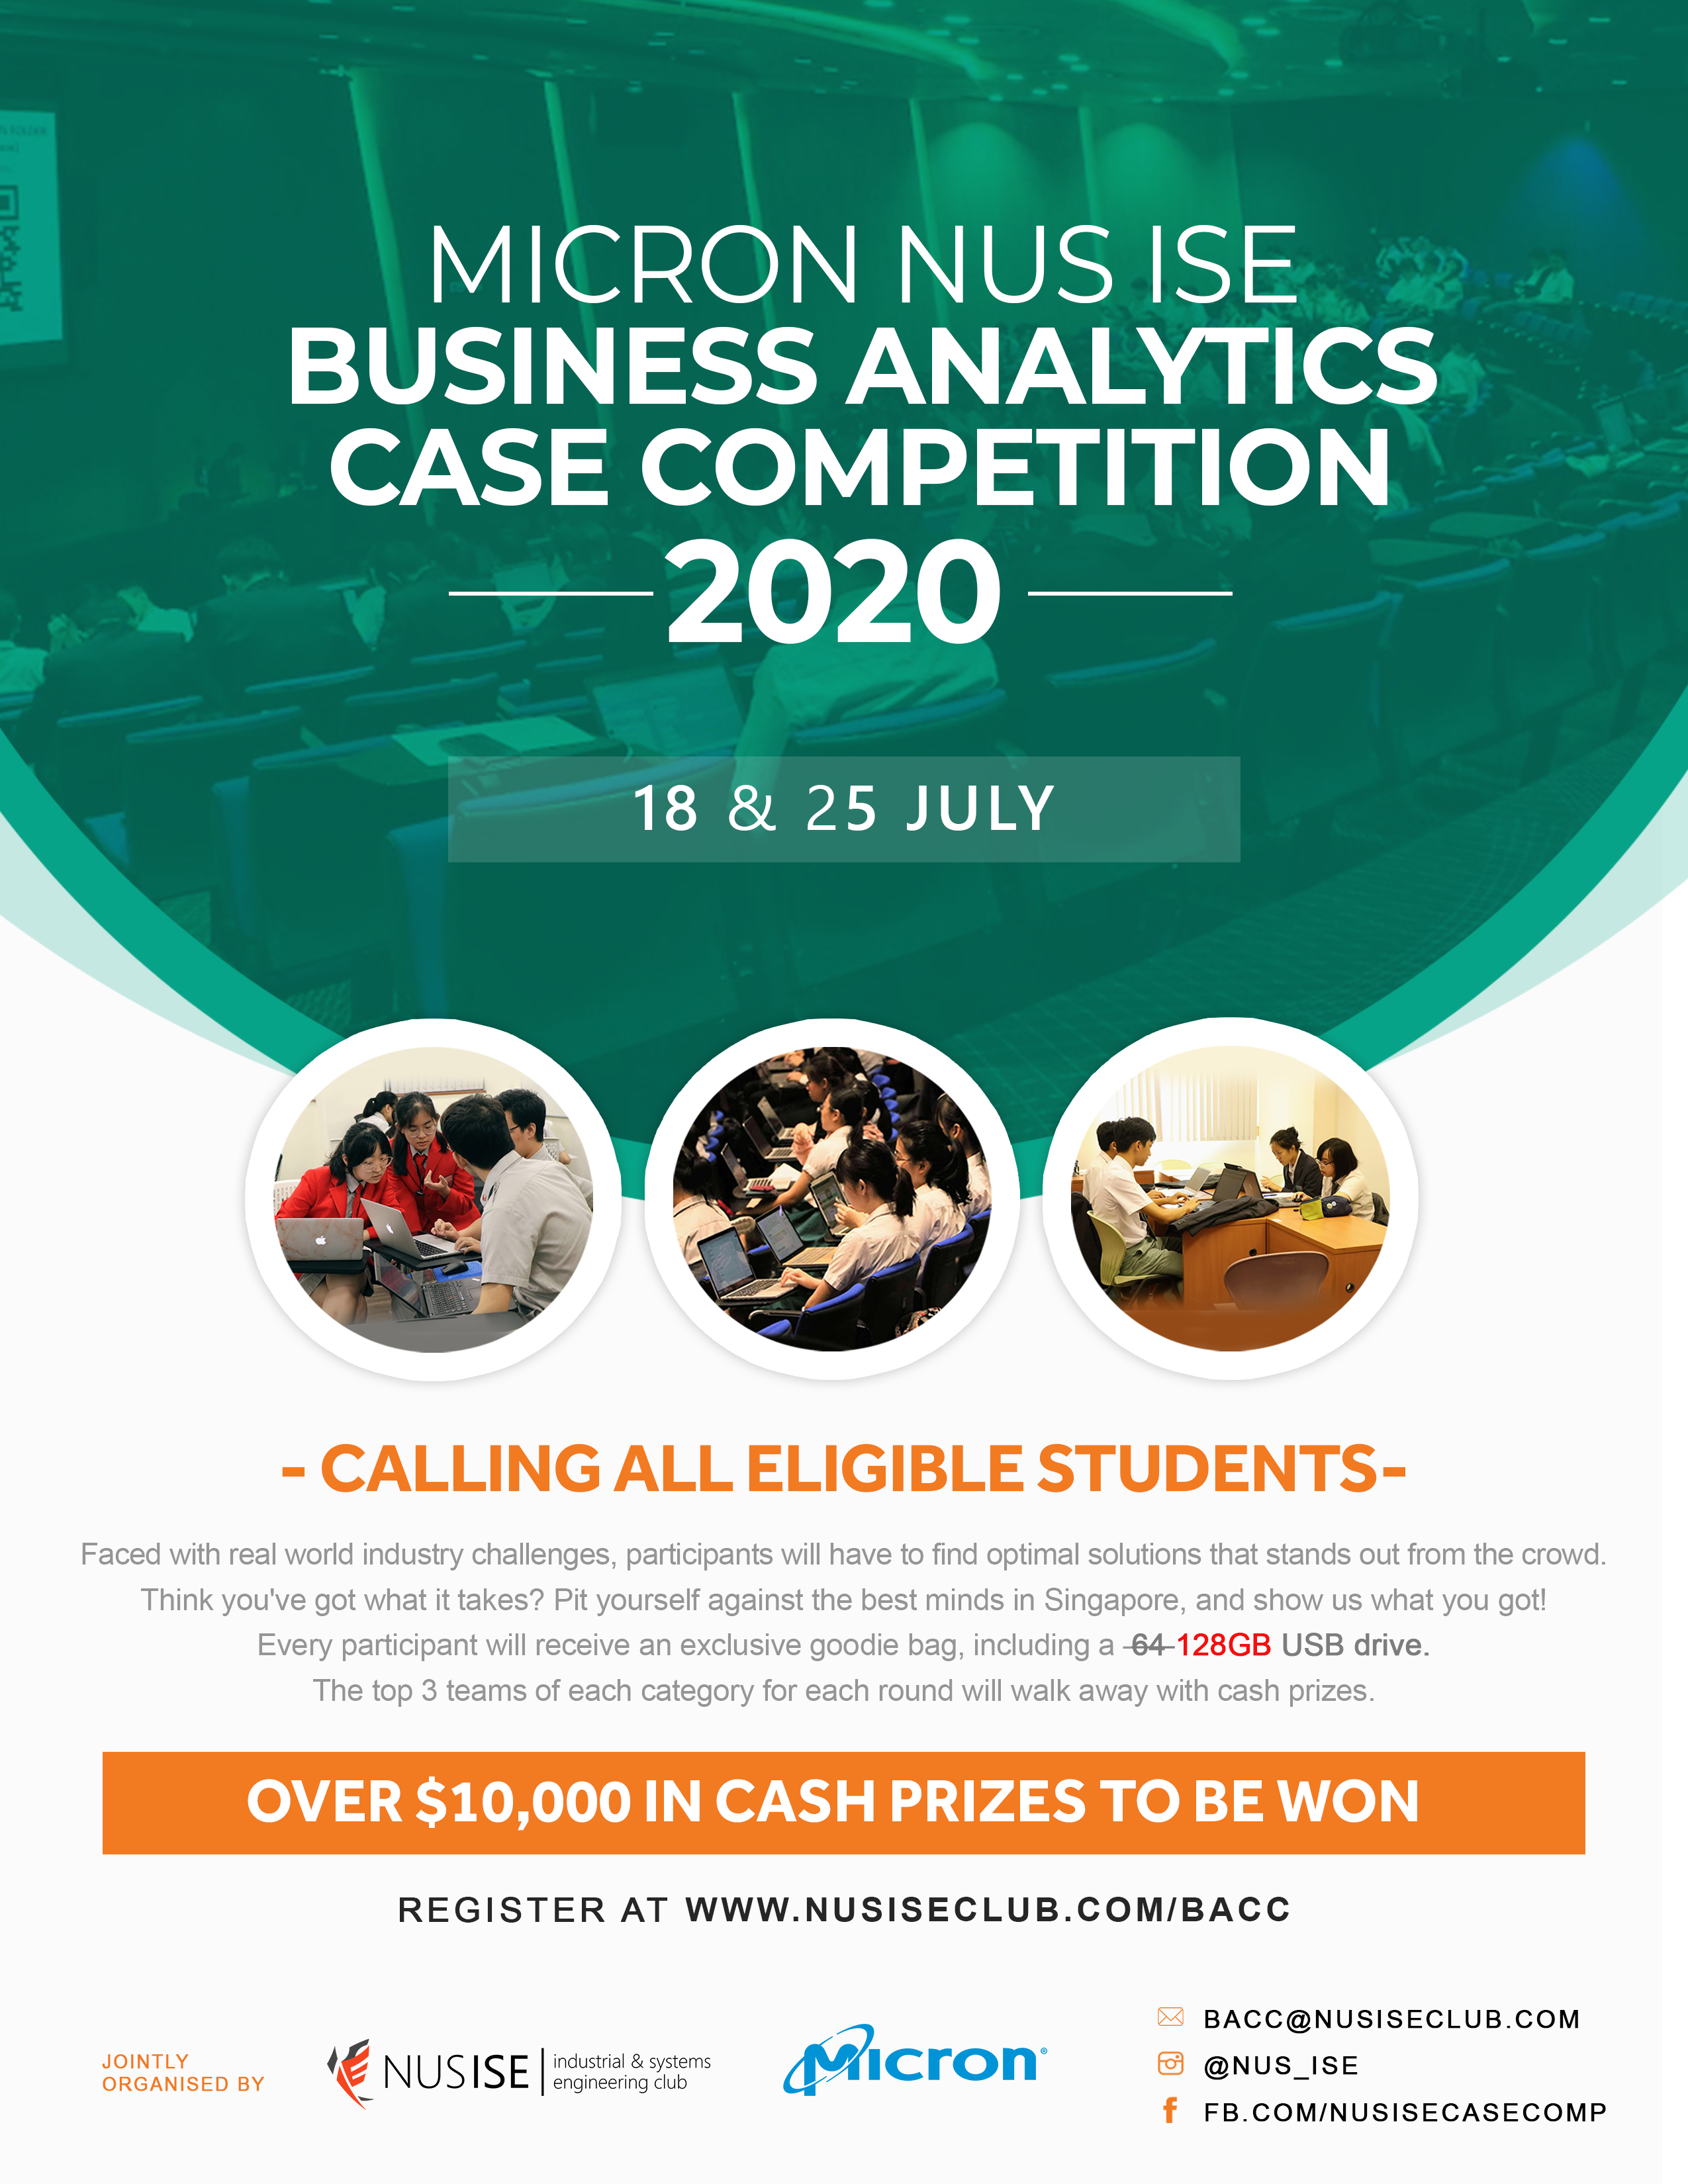 MICRON NUS ISE
BUSINESS ANALYTICS
CASE COMPETITION
2020
18 & 25 JULY
- CALLING ALL ELIGIBLE STUDENTS-
Faced with real world industry challenges, participants will have to find optimal solutions that stands out from the crowd.
Think you've got what it takes? Pit yourself against the best minds in Singapore, and show us what you got!
Every participant will receive an exclusive goodie bag, including a 64 128GB USB drive.
The top 3 teams of each category for each round will walk away with cash prizes.
OVER $10,000 IN CASH PRIZES TO BE WON
REGISTER AT WWW.NUSISECLUB.COM/BACC
JOINTLY
ORGANISED BY
NUSISE
industrial & systems
engineering club
Micron®
BACC@NUSISECLUB.COM
@NUS_ISE
FB.COM/NUSISECASECOMP